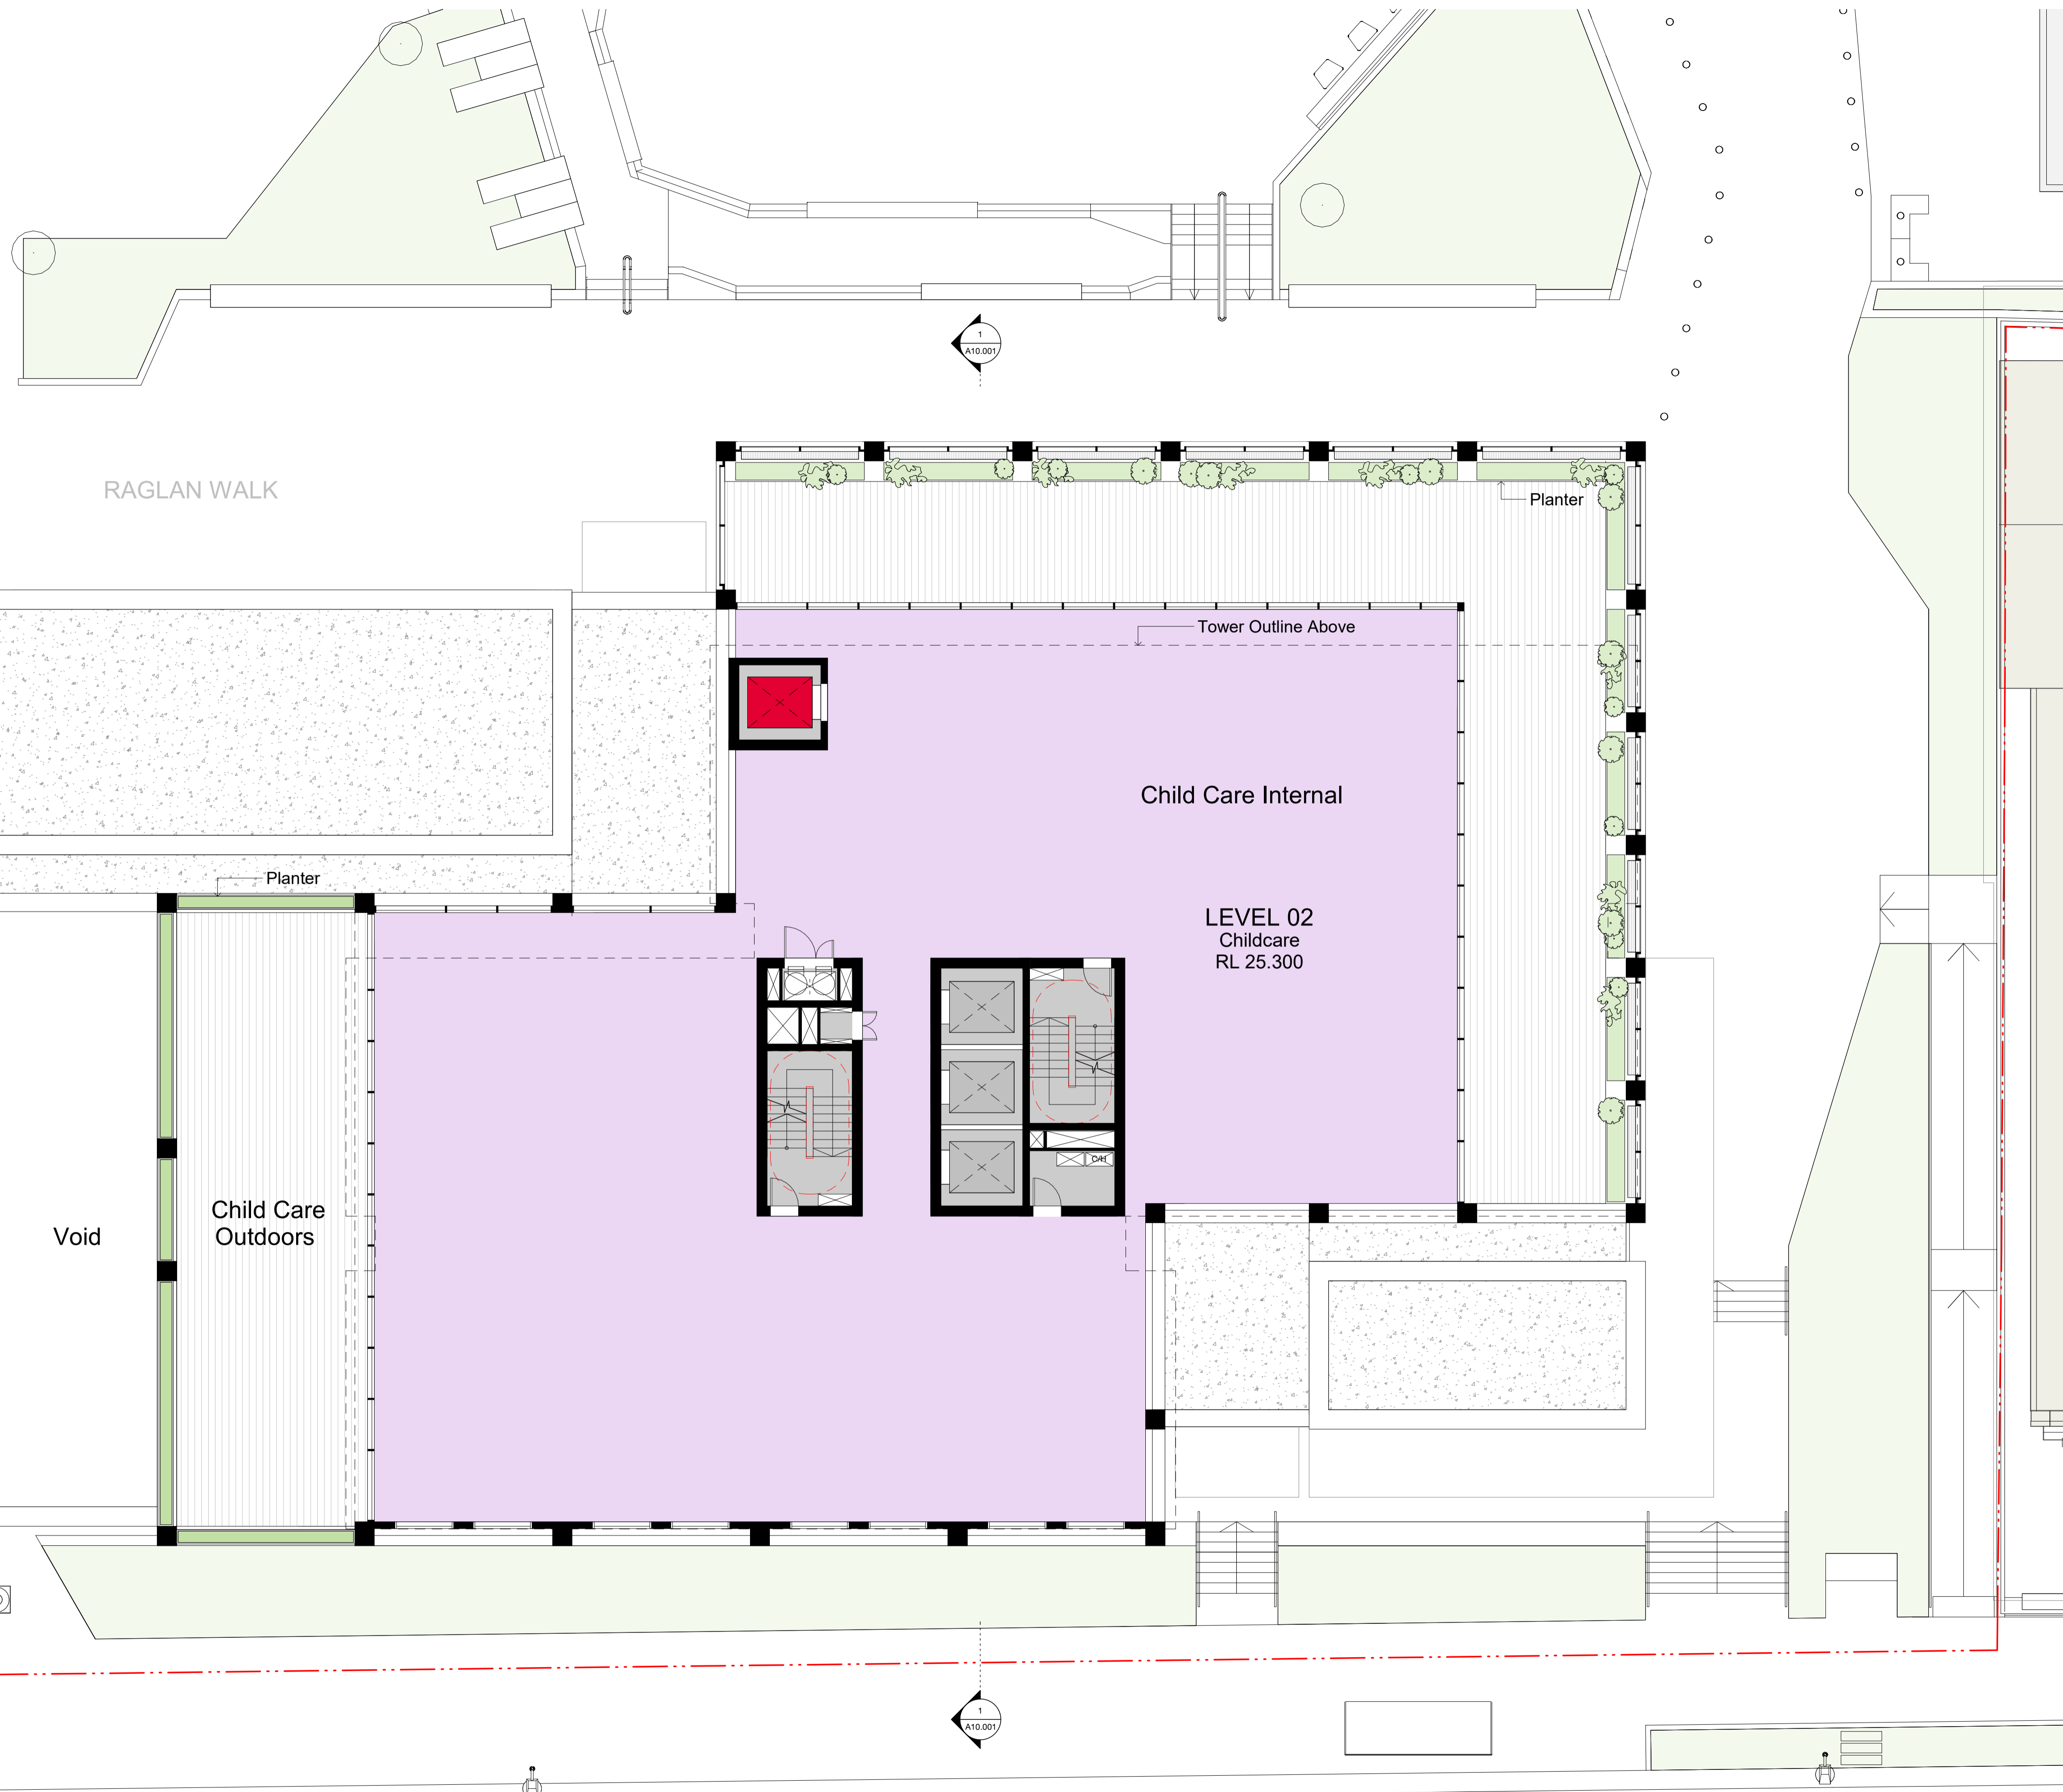 1
A10.001
RAGLAN WALK
Planter
Tower Outline Above
Child Care Internal
Planter
LEVEL 02
Childcare
RL 25.300
C/H
Child Care
Outdoors
Void
1
A10.001